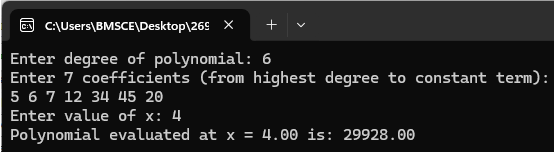 C:\Users\BMSCE\Desktop\269
Enter degree of polynomial: 6
Enter 7 coefficients (from highest degree to constant term):
5 6 7 12 34 45 20
Enter value of x: 4
Polynomial evaluated at x = 4.00 is: 29928.00